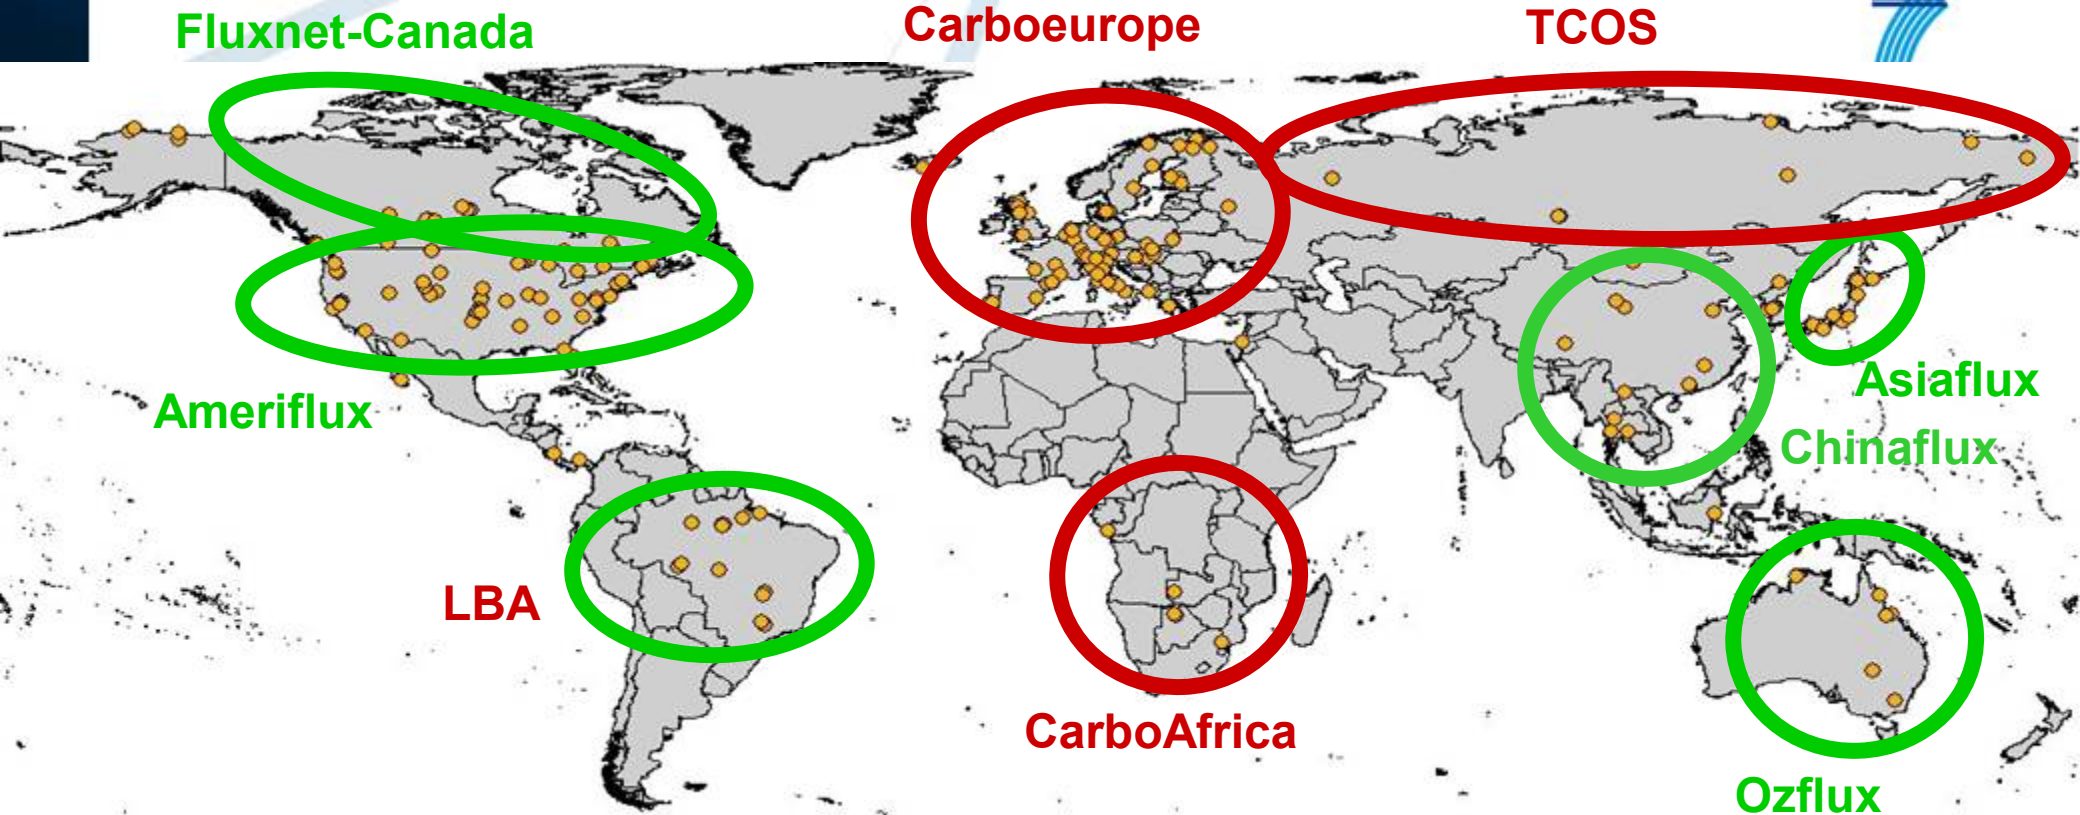 Fluxnet-Canada
Carboeurope
TCOS
Ameriflux
Asiaflux
Chinaflux
LBA
CarboAfrica
Ozflux